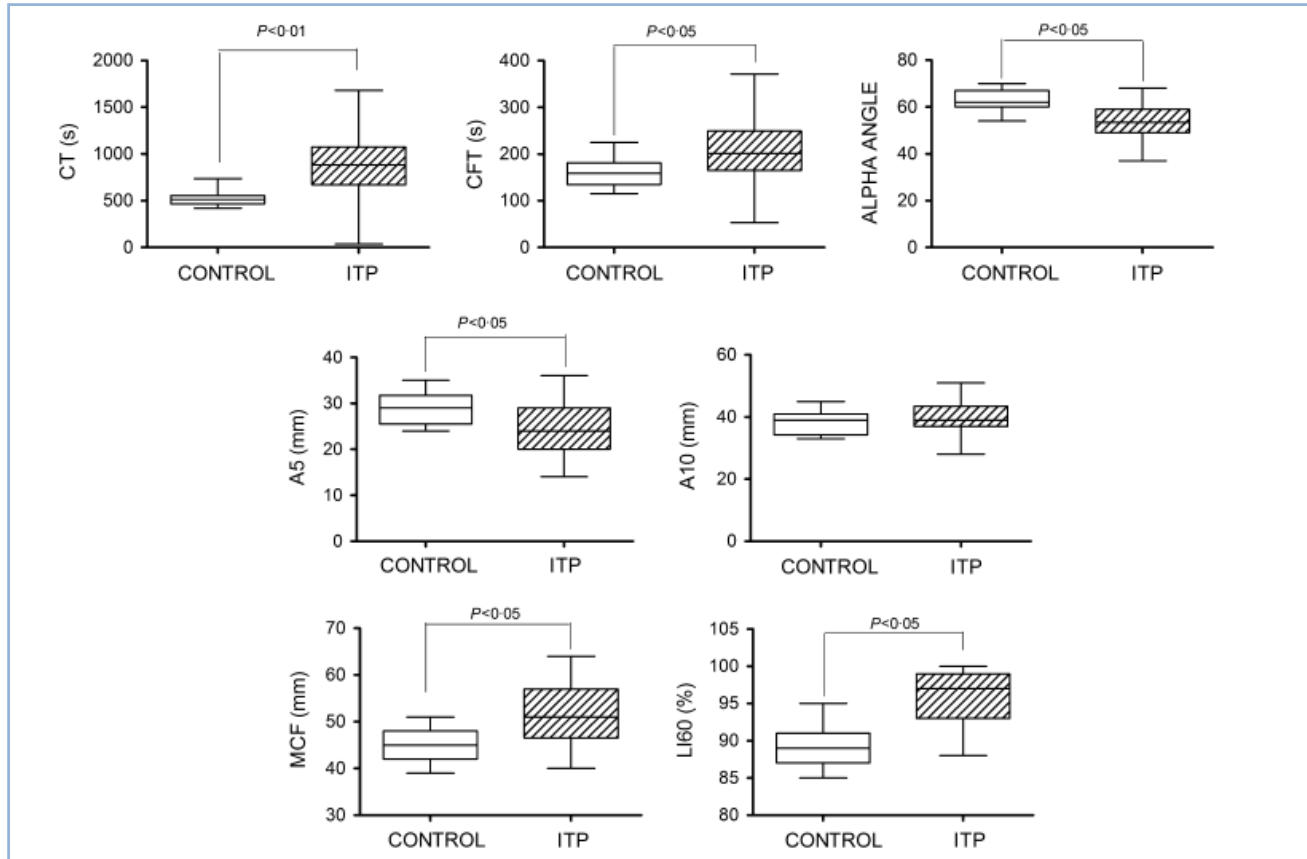 P<0·01
2000
1500
1000
500
0
CT (s)
CONTROL ITP
P<0·05
400
300
200
100
0
CFT (s)
CONTROL ITP
P<0·05
80
60
40
20
0
ALPHA ANGLE
CONTROL ITP
P<0·05
40
30
20
10
0
A5 (mm)
CONTROL ITP
60
40
20
0
A10 (mm)
CONTROL ITP
P<0·05
70
60
50
40
30
MCF (mm)
CONTROL ITP
P<0·05
105
100
95
90
85
80
LI60 (%)
CONTROL ITP